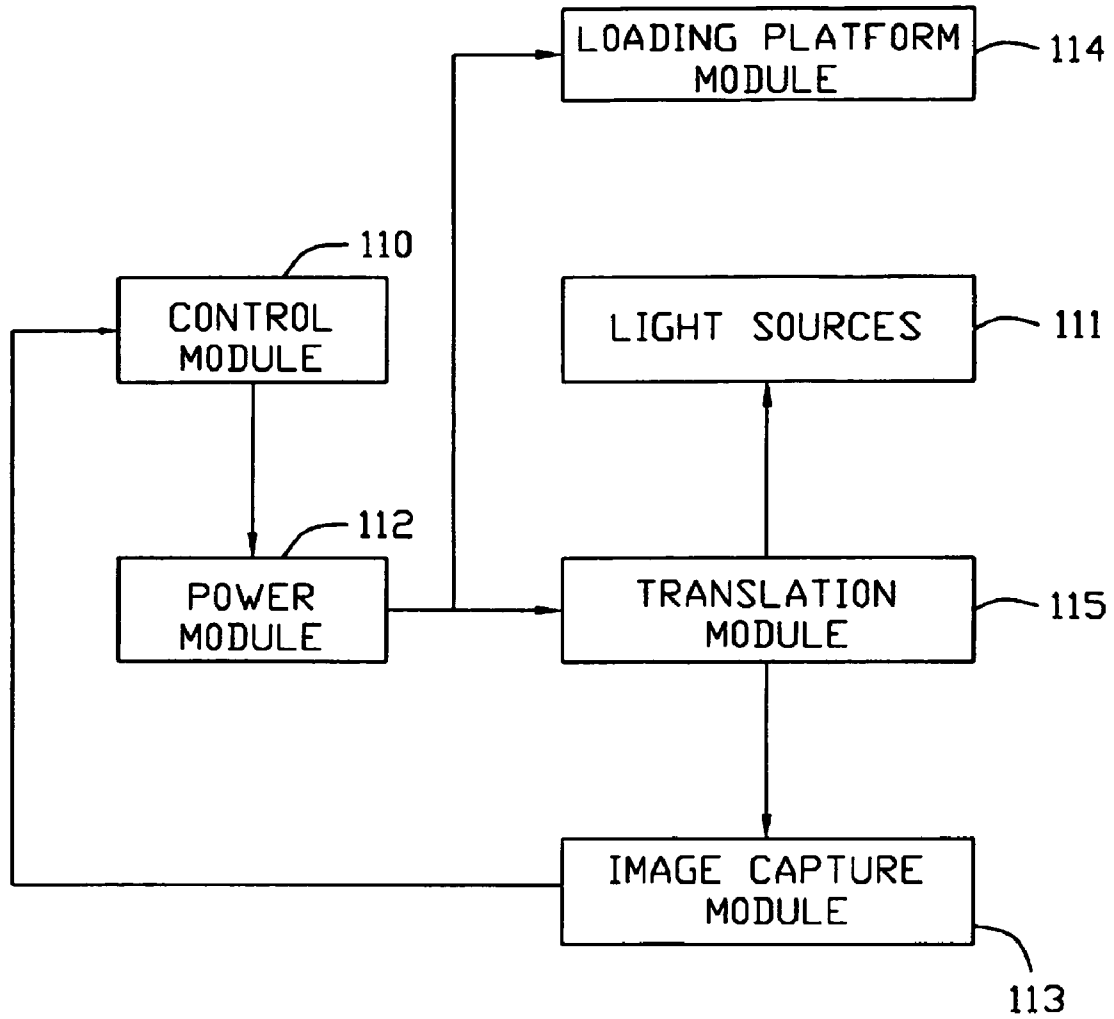 LOADING PLATFORM
MODULE
114
110
CONTROL
MODULE
LIGHT SOURCES
111
112
POWER
MODULE
TRANSLATION
MODULE
115
IMAGE CAPTURE
MODULE
113